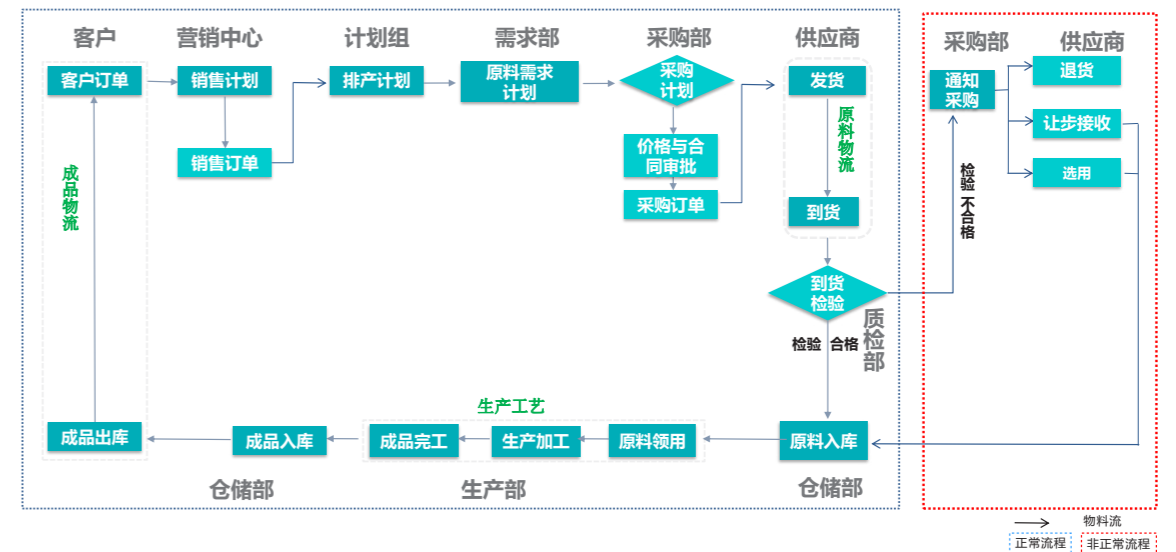 客户
营销中心
计划组
需求部
采购部
供应商
采购部
供应商
客户订单
销售计划
排产计划
原料需求
计划
采购
计划
发货
通知
采购
退货
原
料
物
流
让步接收
销售订单
价格与合
同审批
成
品
物
流
检
验
不
合
格
选用
采购订单
到货
到货
检验
质
检
部
检验 合格
生产工艺
成品出库
成品入库
成品完工
生产加工
原料领用
原料入库
仓储部
生产部
仓储部
物料流
正常流程
非正常流程